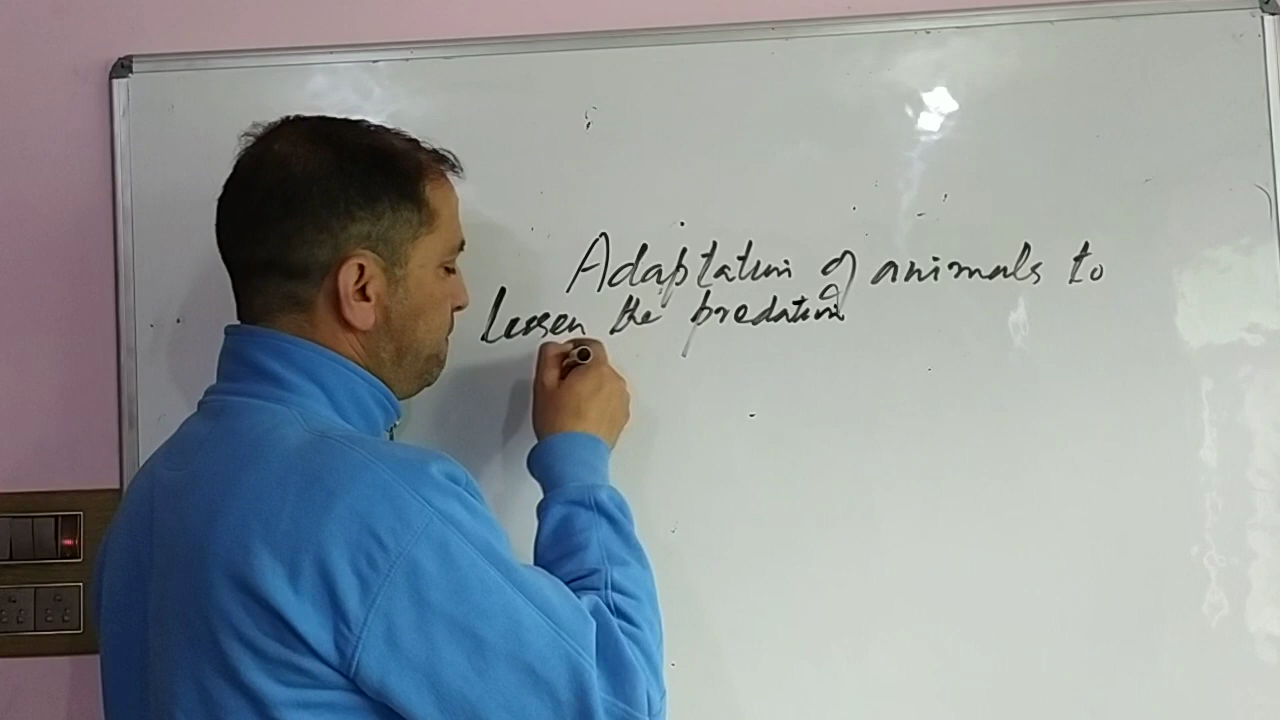 Adaptation of animals to
lessen the predation